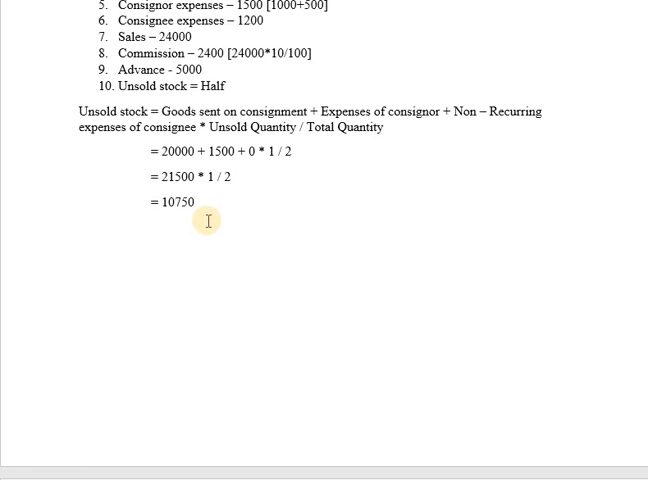 5. Consignor expenses – 1500 [1000+500]
6. Consignee expenses – 1200
7. Sales – 24000
8. Commission – 2400 [24000*10/100]
9. Advance - 5000
10. Unsold stock = Half
Unsold stock = Goods sent on consignment + Expenses of consignor + Non – Recurring
expenses of consignee * Unsold Quantity / Total Quantity
= 20000 + 1500 + 0 * 1 / 2
= 21500 * 1 / 2
= 10750